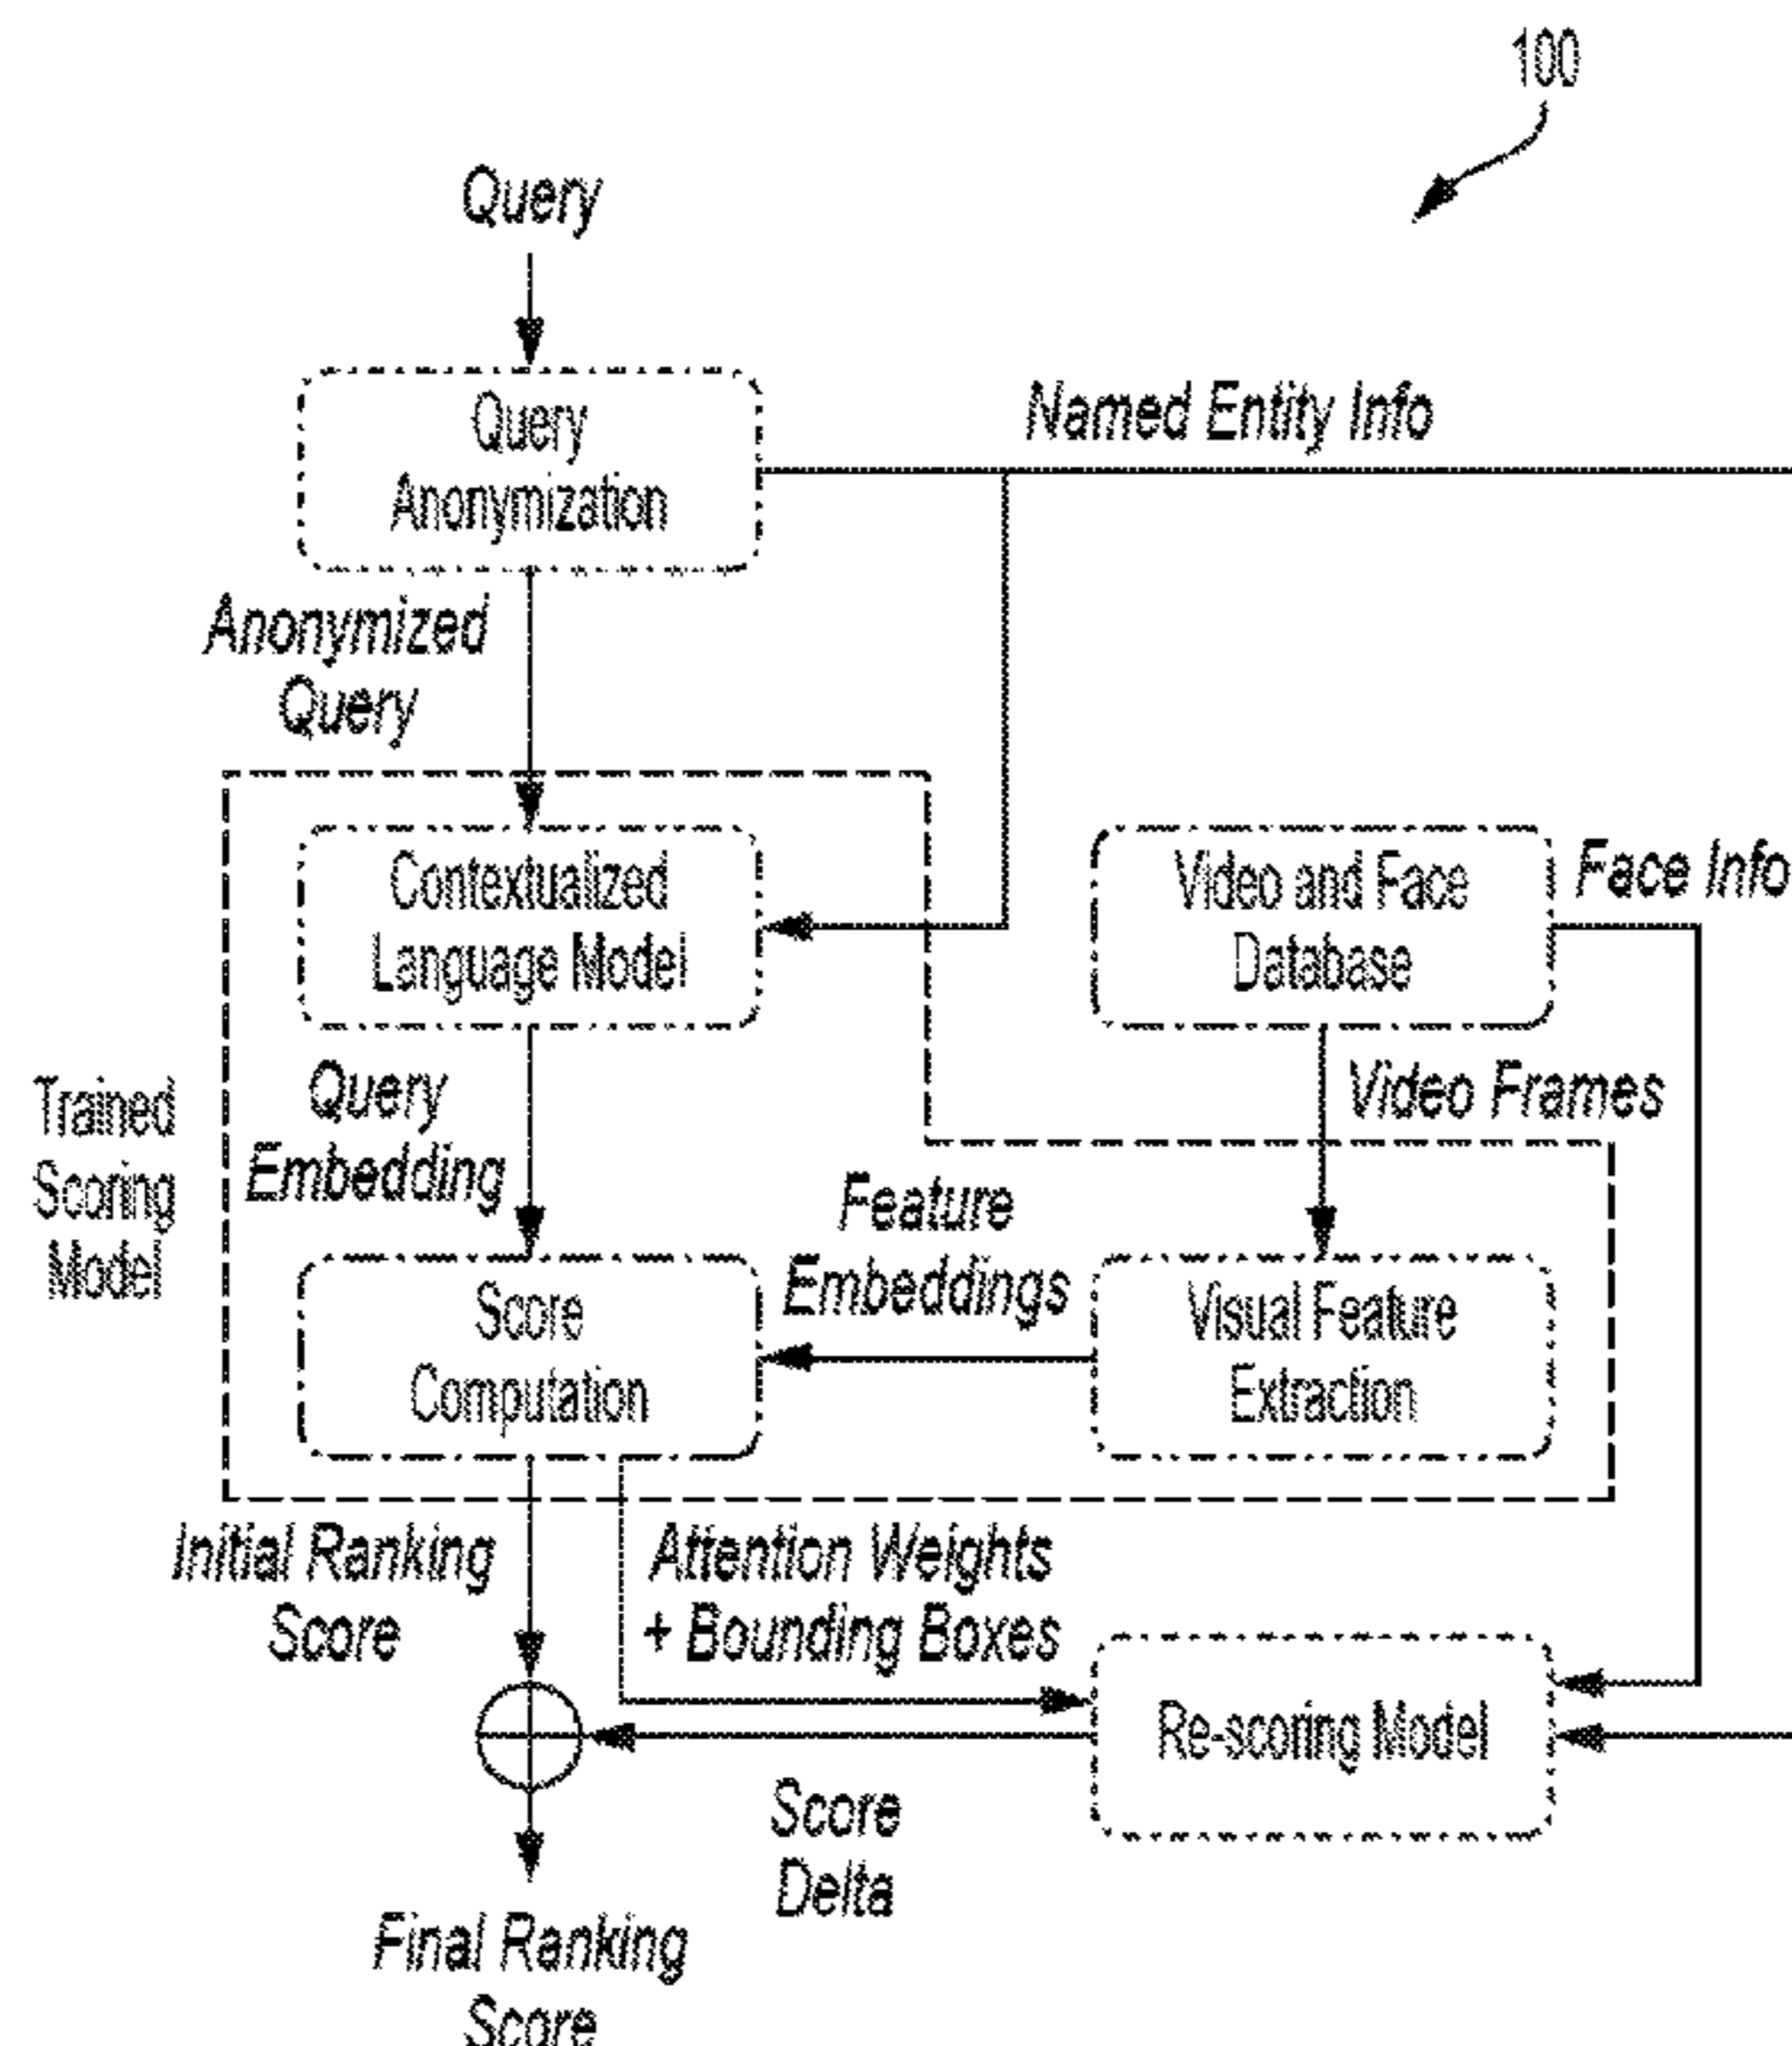 100
Query
Query
Anonymization
Named Entity Info
Anonymized
Query
Contextualized
Language Model
Video and Face
Database
Face Info
Query
Embedding
Video Frames
Trained
Scoring
Model
Feature
Embeddings
Score
Computation
Visual Feature
Extraction
Initial Ranking
Score
Attention Weights
+ Bounding Boxes
Re-scoring Model
Score
Delta
Final Ranking
Score